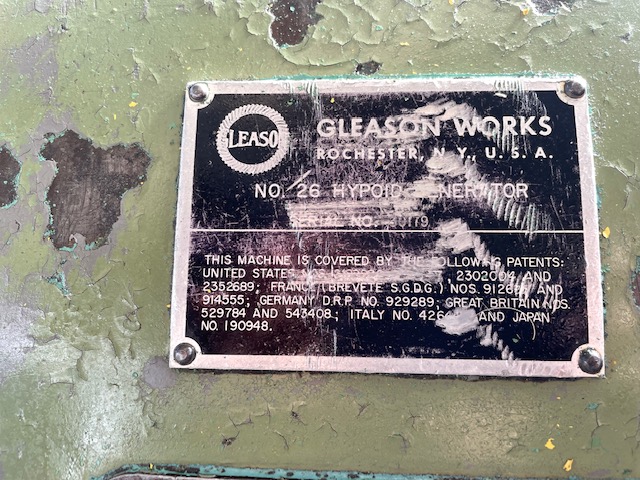 LEASO
GLEASON WORKS
ROCHESTER, N.Y., U.S.A.
NO. 26 HYPOID GENERATOR
SERIAL NO.
THIS MACHINE IS COVERED BY THE FOLLOWING PATENTS:
UNITED STATES 2302004 AND
2352689; FRANCE (BREVETE S.G.D.G.) NOS. AND
914555; GERMANY D.R.P. NO. 929289; GREAT BRITAIN NOS.
529784 AND 543408; ITALY NO. AND JAPAN
NO. 190948.